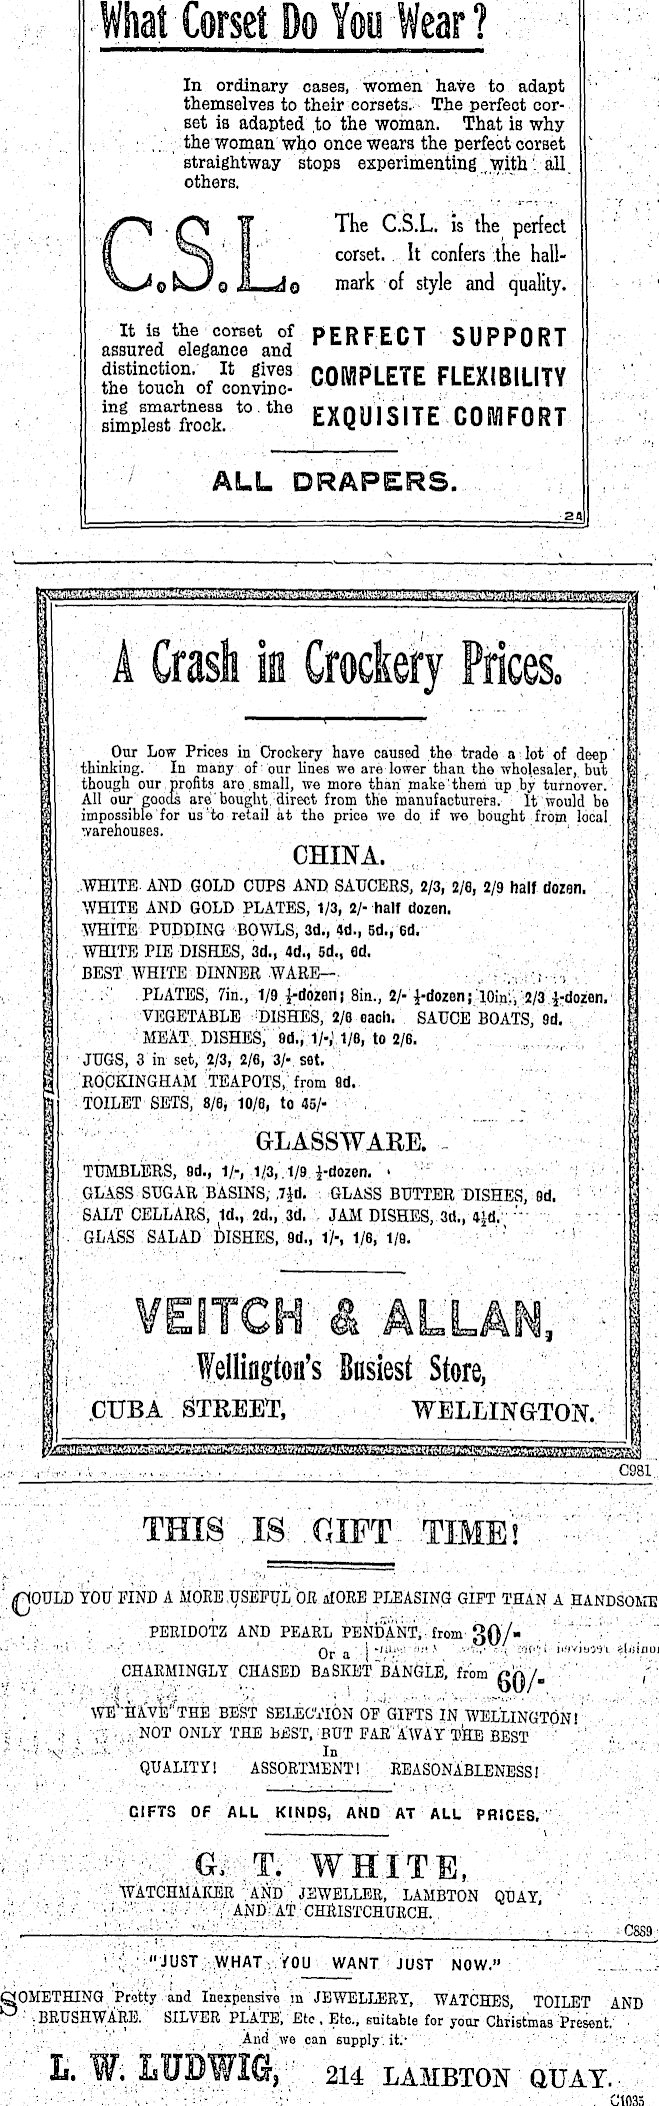 What Corset Do You Wear?
In ordinary cases, women have to adapt
themselves to their corsets. The perfect cor-
set is adapted to the woman. That is why
the woman who once wears the perfect corset
straightway stops experimenting with all
others.
C.S.L.
The C.S.L. is the perfect
corset. It confers the hall-
mark of style and quality.
It is the corset of
assured elegance and
distinction. It gives
the touch of convinc-
ing smartness to the
simplest frock.
PERFECT SUPPORT
COMPLETE FLEXIBILITY
EXQUISITE COMFORT
ALL DRAPERS.
24
A Crash in Crockery Prices.
Our Low Prices in Crockery have caused the trade a lot of deep
thinking. In many of our lines we are lower than the wholesaler, but
though our profits are small, we more than make them up by turnover.
All our goods are bought direct from the manufacturers. It would be
impossible for us to retail at the price we do if we bought from local
warehouses.
CHINA.
WHITE AND GOLD CUPS AND SAUCERS, 2/3, 2/6, 2/9 half dozen.
WHITE AND GOLD PLATES, 1/3, 2/- half dozen.
WHITE PUDDING BOWLS, 3d., 4d., 5d., 6d.
WHITE PIE DISHES, 3d., 4d., 5d., 6d.
BEST WHITE DINNER WARE—
PLATES, 7in., 1/9 ½-dozen; 8in., 2/- ½-dozen; 10in., 2/3 ½-dozen.
VEGETABLE DISHES, 2/6 each. SAUCE BOATS, 9d.
MEAT DISHES, 9d., 1/-, 1/6, to 2/6.
JUGS, 3 in set, 2/3, 2/6, 3/- set.
ROCKINGHAM TEAPOTS, from 9d.
TOILET SETS, 8/6, 10/6, to 45/-
GLASSWARE.
TUMBLERS, 9d., 1/-, 1/3, 1/9 ½-dozen.
GLASS SUGAR BASINS, 7½d. GLASS BUTTER DISHES, 9d.
SALT CELLARS, 1d., 2d., 3d. JAM DISHES, 3d., 4½d.
GLASS SALAD DISHES, 9d., 1/-, 1/6, 1/9.
VEITCH & ALLAN,
Wellington's Busiest Store,
CUBA STREET, WELLINGTON.
C981
THIS IS GIFT TIME!
COULD YOU FIND A MORE USEFUL OR MORE PLEASING GIFT THAN A HANDSOME
PERIDOTZ AND PEARL PENDANT, from 30/-
Or a
CHARMINGLY CHASED BASKET BANGLE, from 60/-
WE HAVE THE BEST SELECTION OF GIFTS IN WELLINGTON!
NOT ONLY THE BEST, BUT FAR AWAY THE BEST
In
QUALITY! ASSORTMENT! REASONABLENESS!
GIFTS OF ALL KINDS, AND AT ALL PRICES.
G. T. WHITE,
WATCHMAKER AND JEWELLER, LAMBTON QUAY,
AND AT CHRISTCHURCH.
C889
"JUST WHAT YOU WANT JUST NOW."
SOMETHING Pretty and Inexpensive in JEWELLERY, WATCHES, TOILET AND
BRUSHWARE. SILVER PLATE, Etc., Etc., suitable for your Christmas Present.
And we can supply it.
L. W. LUDWIG, 214 LAMBTON QUAY.
C1035